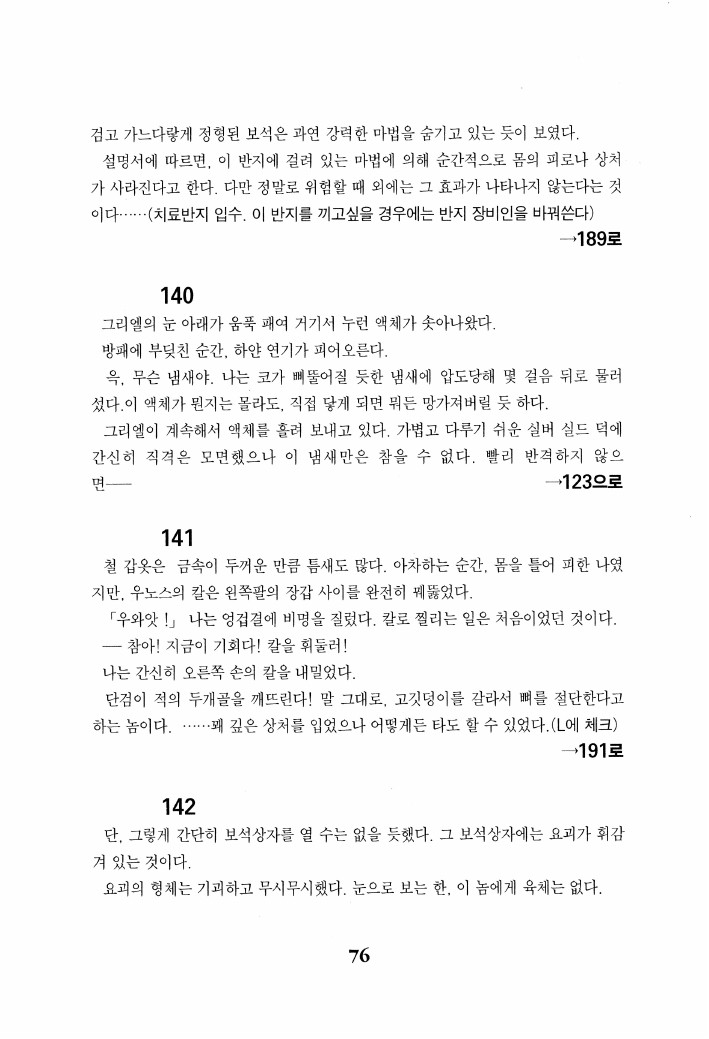 검고 가느다랗게 정형된 보석은 과연 강력한 마법을 숨기고 있는 듯이 보였다.
설명서에 따르면, 이 반지에 걸려 있는 마법에 의해 순간적으로 몸의 피로나 상처
가 사라진다고 한다. 다만 정말로 위험할 때 외에는 그 효과가 나타나지 않는다는 것
이다……(치료반지 입수. 이 반지를 끼고싶을 경우에는 반지 장비인을 바꿔쓴다)
→189로
140
그리엘의 눈 아래가 움푹 패여 거기서 누런 액체가 솟아나왔다.
방패에 부딪친 순간, 하얀 연기가 피어오른다.
윽, 무슨 냄새야. 나는 코가 삐뚤어질 듯한 냄새에 압도당해 몇 걸음 뒤로 물러
섰다.이 액체가 뭔지는 몰라도, 직접 닿게 되면 뭐든 망가져버릴 듯 하다.
그리엘이 계속해서 액체를 흘려 보내고 있다. 가볍고 다루기 쉬운 실버 실드 덕에
간신히 직격은 모면했으나 이 냄새만은 참을 수 없다. 빨리 반격하지 않으
면── →123으로
141
철 갑옷은 금속이 두꺼운 만큼 틈새도 많다. 아차하는 순간, 몸을 틀어 피한 나였
지만, 우노스의 칼은 왼쪽팔의 장갑 사이를 완전히 꿰뚫었다.
「우와앗 !」 나는 엉겁결에 비명을 질렀다. 칼로 찔리는 일은 처음이었던 것이다.
── 참아! 지금이 기회다! 칼을 휘둘러!
나는 간신히 오른쪽 손의 칼을 내밀었다.
단검이 적의 두개골을 깨뜨린다! 말 그대로, 고깃덩이를 갈라서 뼈를 절단한다고
하는 놈이다. ……꽤 깊은 상처를 입었으나 어떻게든 타도 할 수 있었다.(L에 체크)
→191로
142
단, 그렇게 간단히 보석상자를 열 수는 없을 듯했다. 그 보석상자에는 요괴가 휘감
겨 있는 것이다.
요괴의 형체는 기괴하고 무시무시했다. 눈으로 보는 한, 이 놈에게 육체는 없다.
76